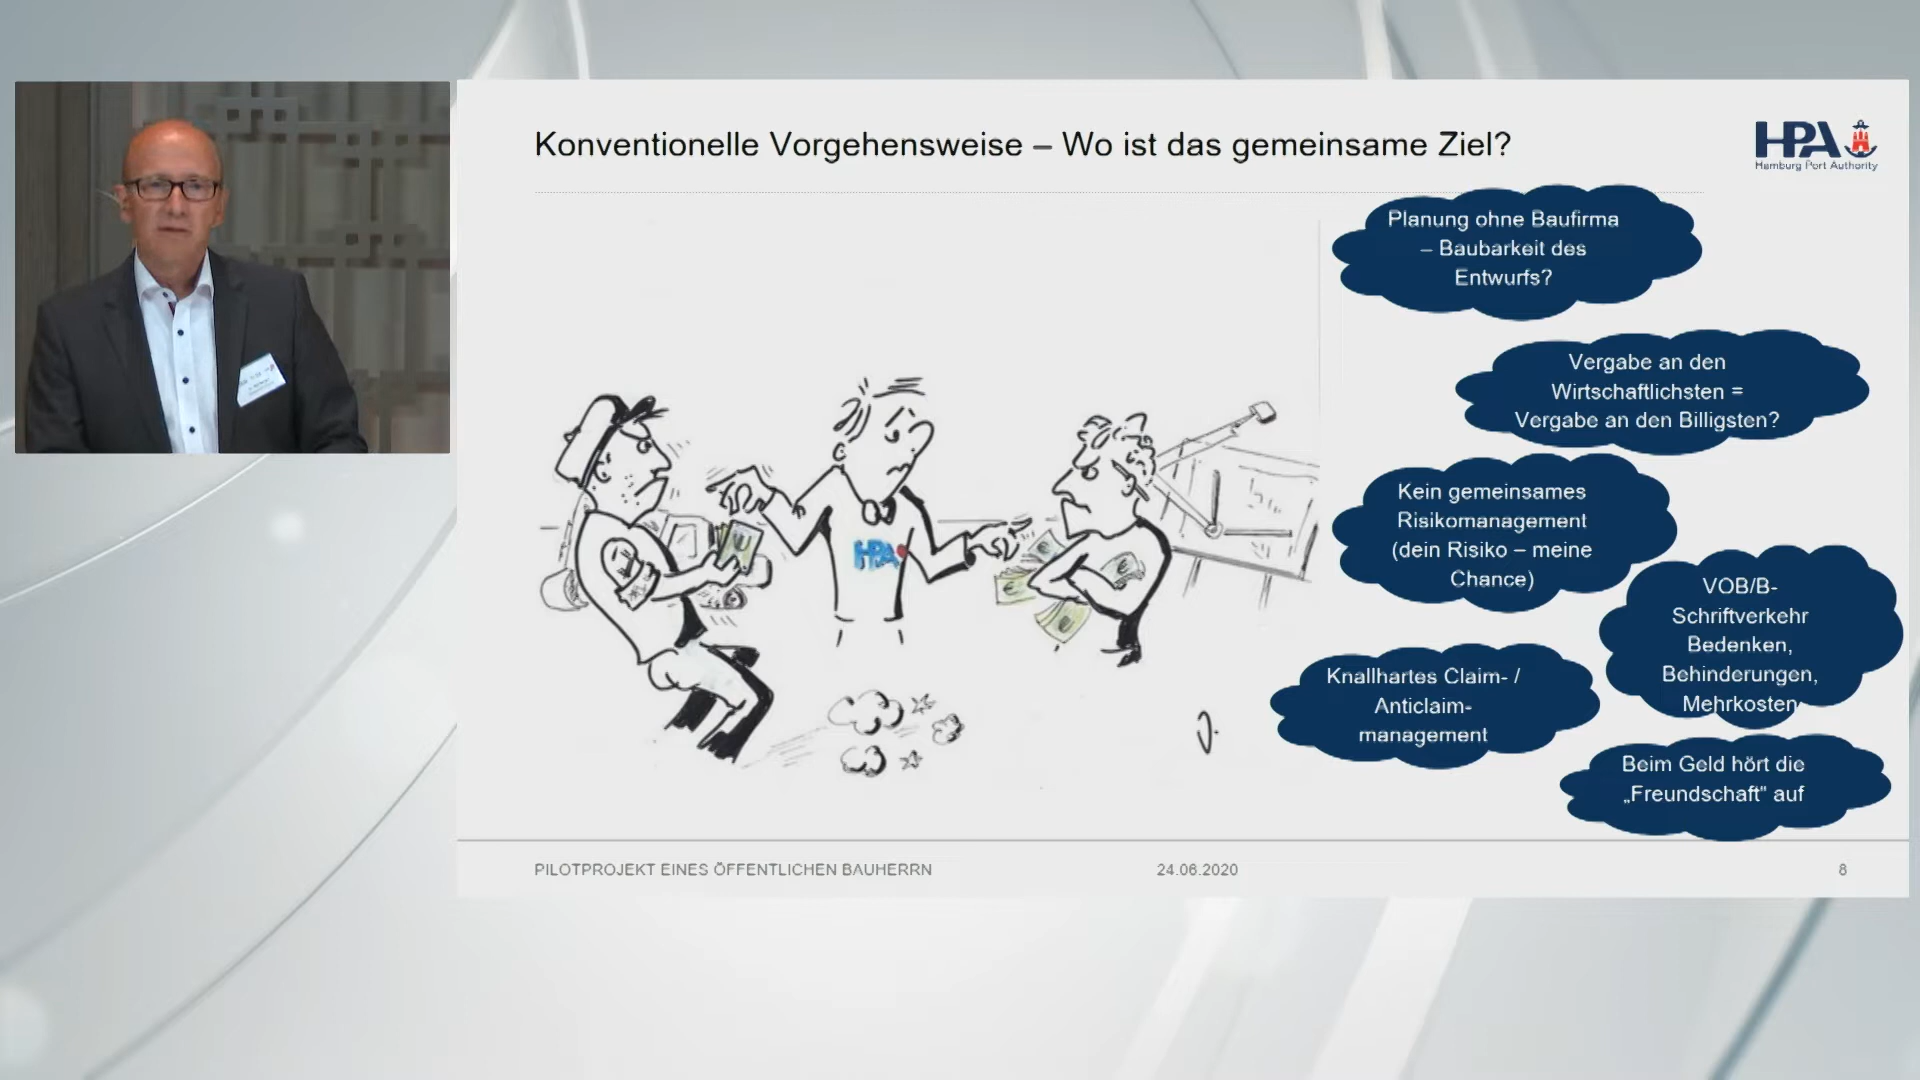 Konventionelle Vorgehensweise – Wo ist das gemeinsame Ziel?
HPA
Hamburg Port Authority
Planung ohne Baufirma
– Baubarkeit des
Entwurfs?
Vergabe an den
Wirtschaftlichsten =
Vergabe an den Billigsten?
Kein gemeinsames
Risikomanagement
(dein Risiko – meine
Chance)
VOB/B-
Schriftverkehr
Bedenken,
Behinderungen,
Mehrkosten
Knallhartes Claim- /
Anticlaim-
management
Beim Geld hört die
„Freundschaft“ auf
HPA
PILOTPROJEKT EINES ÖFFENTLICHEN BAUHERRN
24.06.2020
8